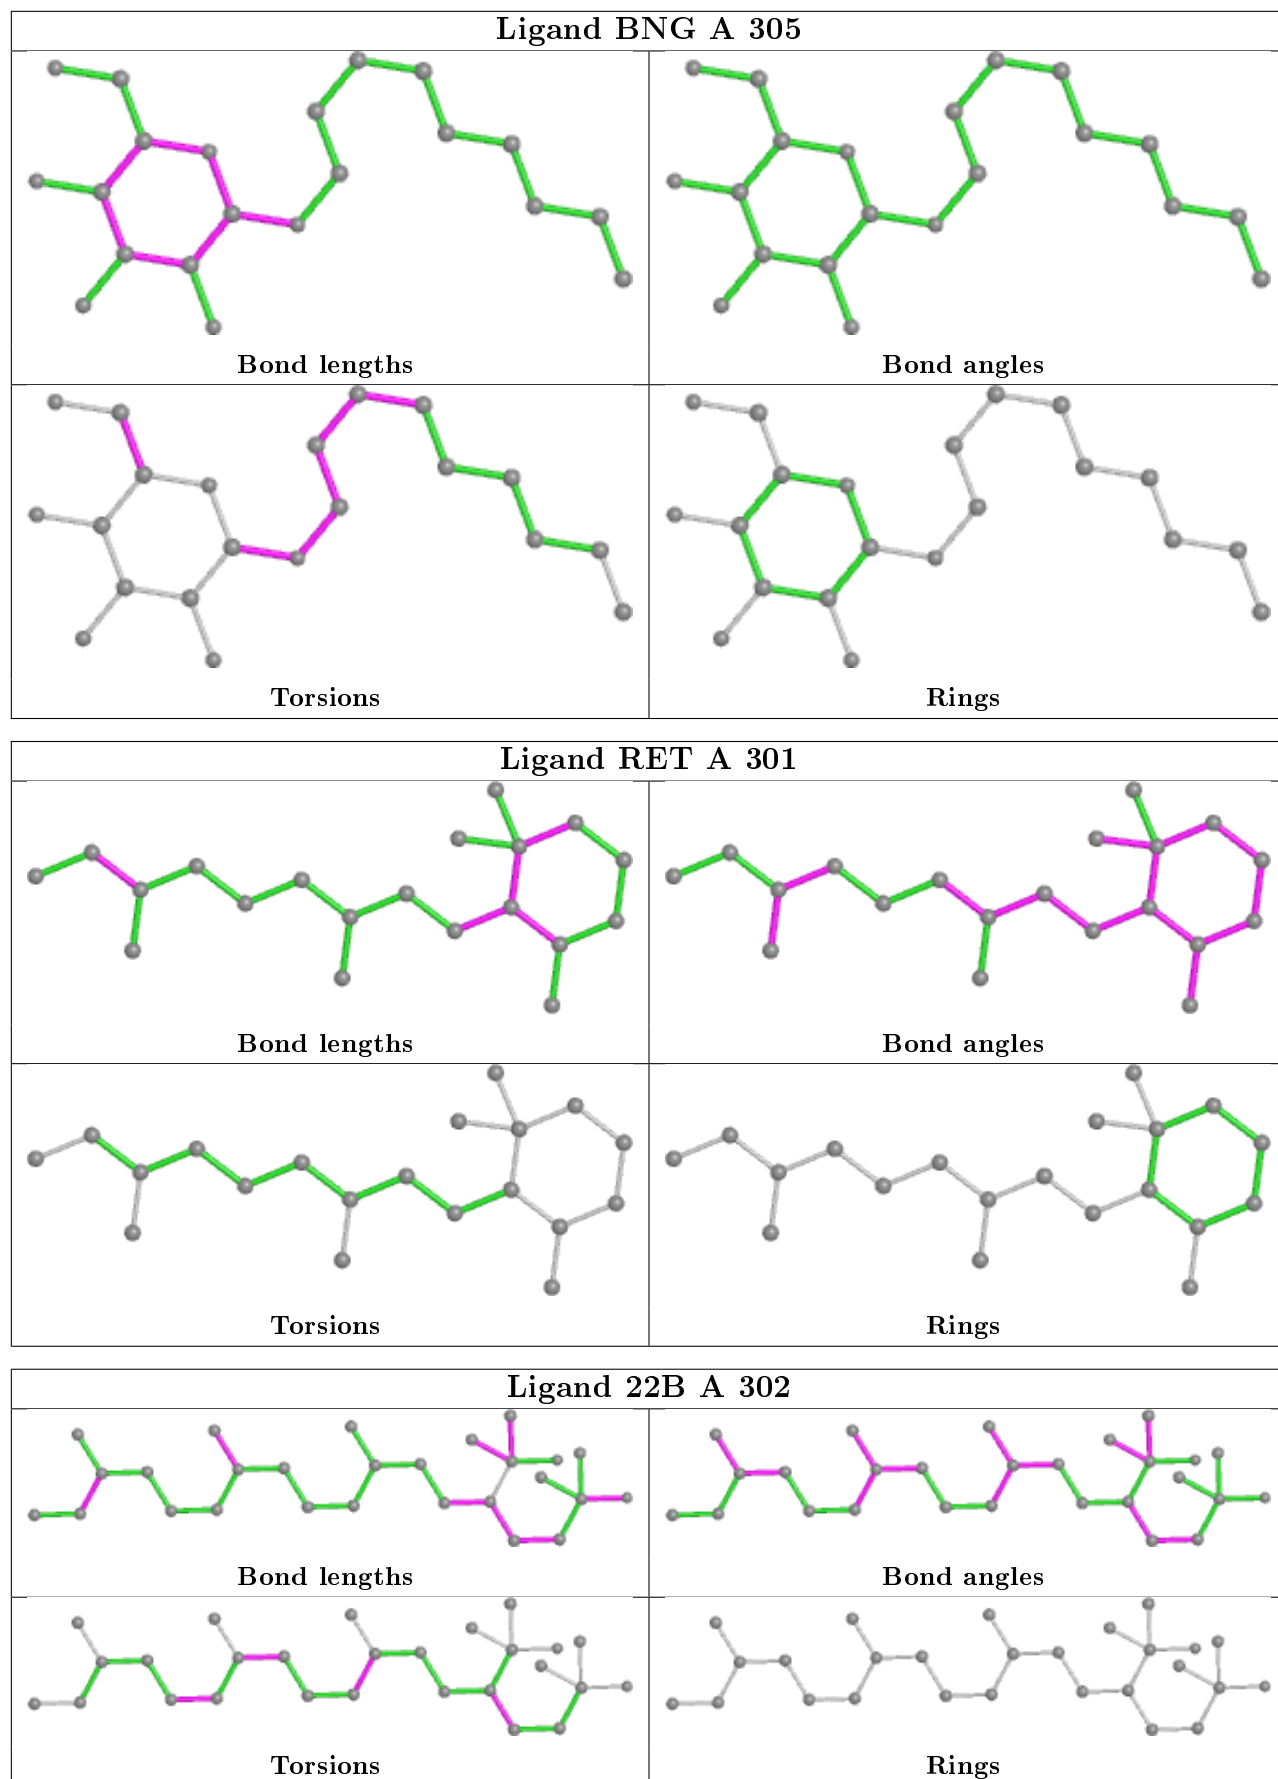 Ligand BNG A 305
Bond lengths
Bond angles
Torsions
Rings
Ligand RET A 301
Bond lengths
Bond angles
Torsions
Rings
Ligand 22B A 302
Bond lengths
Bond angles
Torsions
Rings